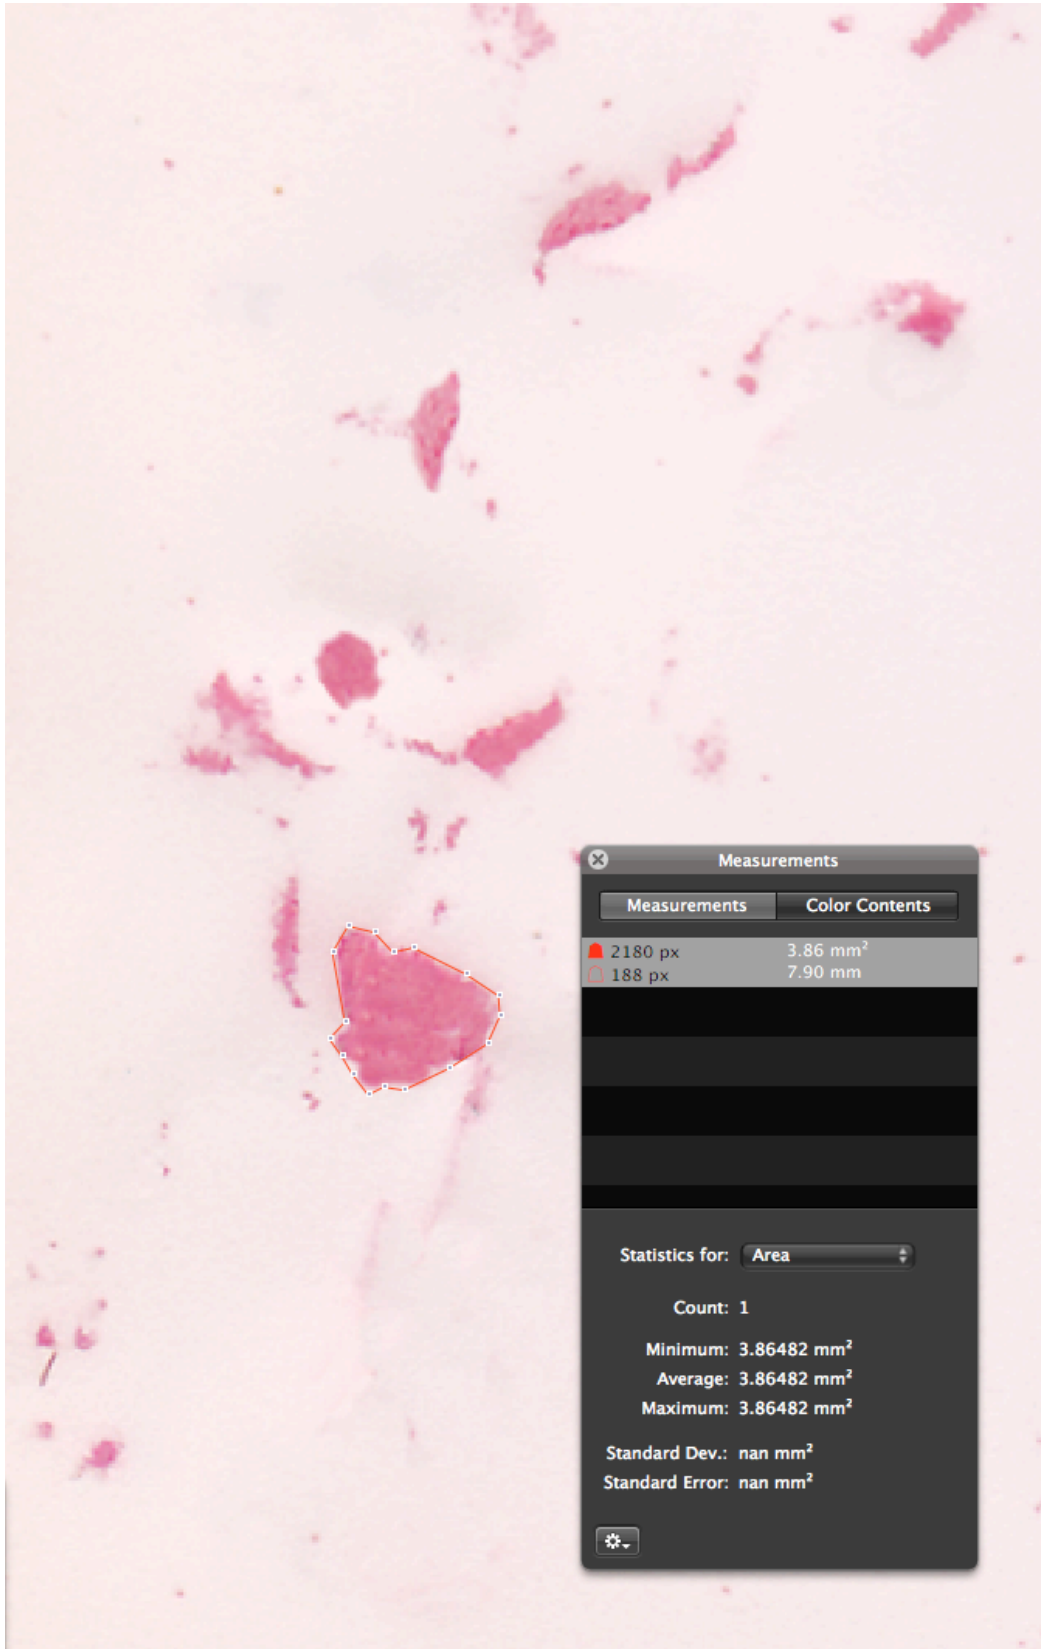 Measurements
Measurements Color Contents
2180 px 3.86 mm²
188 px 7.90 mm
Statistics for: Area
Count: 1
Minimum: 3.86482 mm²
Average: 3.86482 mm²
Maximum: 3.86482 mm²
Standard Dev.: nan mm²
Standard Error: nan mm²